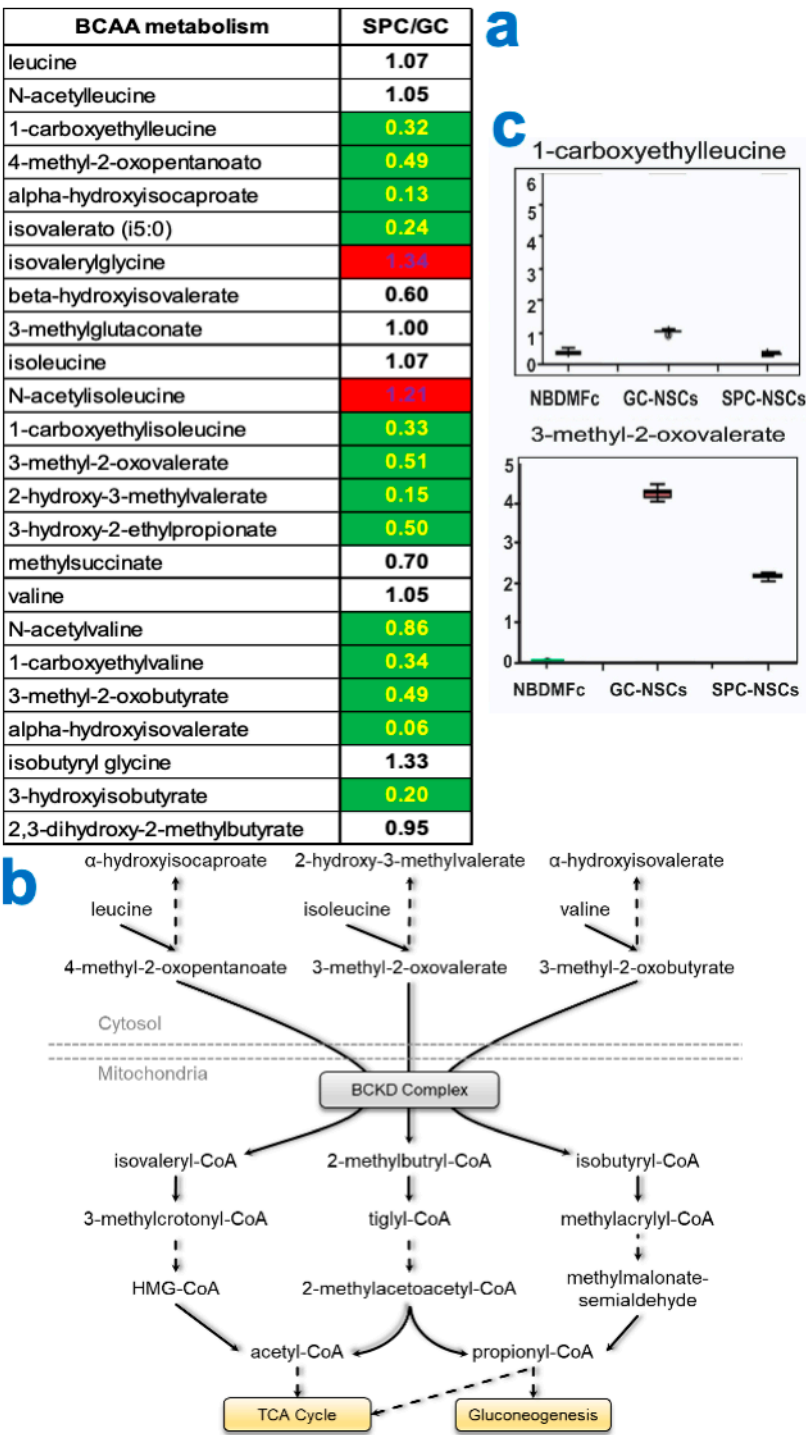 BCAA metabolism SPC/GC
leucine 1.07
N-acetylleucine 1.05
1-carboxyethylleucine 0.32
4-methyl-2-oxopentanoato 0.49
alpha-hydroxyisocaproate 0.13
isovalerato (i5:0) 0.24
isovalerylglycine 1.34
beta-hydroxyisovalerate 0.60
3-methylglutaconate 1.00
isoleucine 1.07
N-acetylisoleucine 1.21
1-carboxyethylisoleucine 0.33
3-methyl-2-oxovalerate 0.51
2-hydroxy-3-methylvalerate 0.15
3-hydroxy-2-ethylpropionate 0.50
methylsuccinate 0.70
valine 1.05
N-acetylvaline 0.86
1-carboxyethylvaline 0.34
3-methyl-2-oxobutyrate 0.49
alpha-hydroxyisovalerate 0.06
isobutyryl glycine 1.33
3-hydroxyisobutyrate 0.20
2,3-dihydroxy-2-methylbutyrate 0.95
a
c
1-carboxyethylleucine
6
5
4
3
2
1
0
NBDMFc GC-NSCs SPC-NSCs
3-methyl-2-oxovalerate
5
4
3
2
1
0
NBDMFc GC-NSCs SPC-NSCs
b
α-hydroxyisocaproate 2-hydroxy-3-methylvalerate α-hydroxyisovalerate
leucine isoleucine valine
4-methyl-2-oxopentanoate 3-methyl-2-oxovalerate 3-methyl-2-oxobutyrate
Cytosol
Mitochondria
BCKD Complex
isovaleryl-CoA 2-methylbutryl-CoA isobutyryl-CoA
3-methylcrotonyl-CoA tiglyl-CoA methylacrylyl-CoA
HMG-CoA 2-methylacetoacetyl-CoA methylmalonate-
semialdehyde
acetyl-CoA propionyl-CoA
TCA Cycle Gluconeogenesis